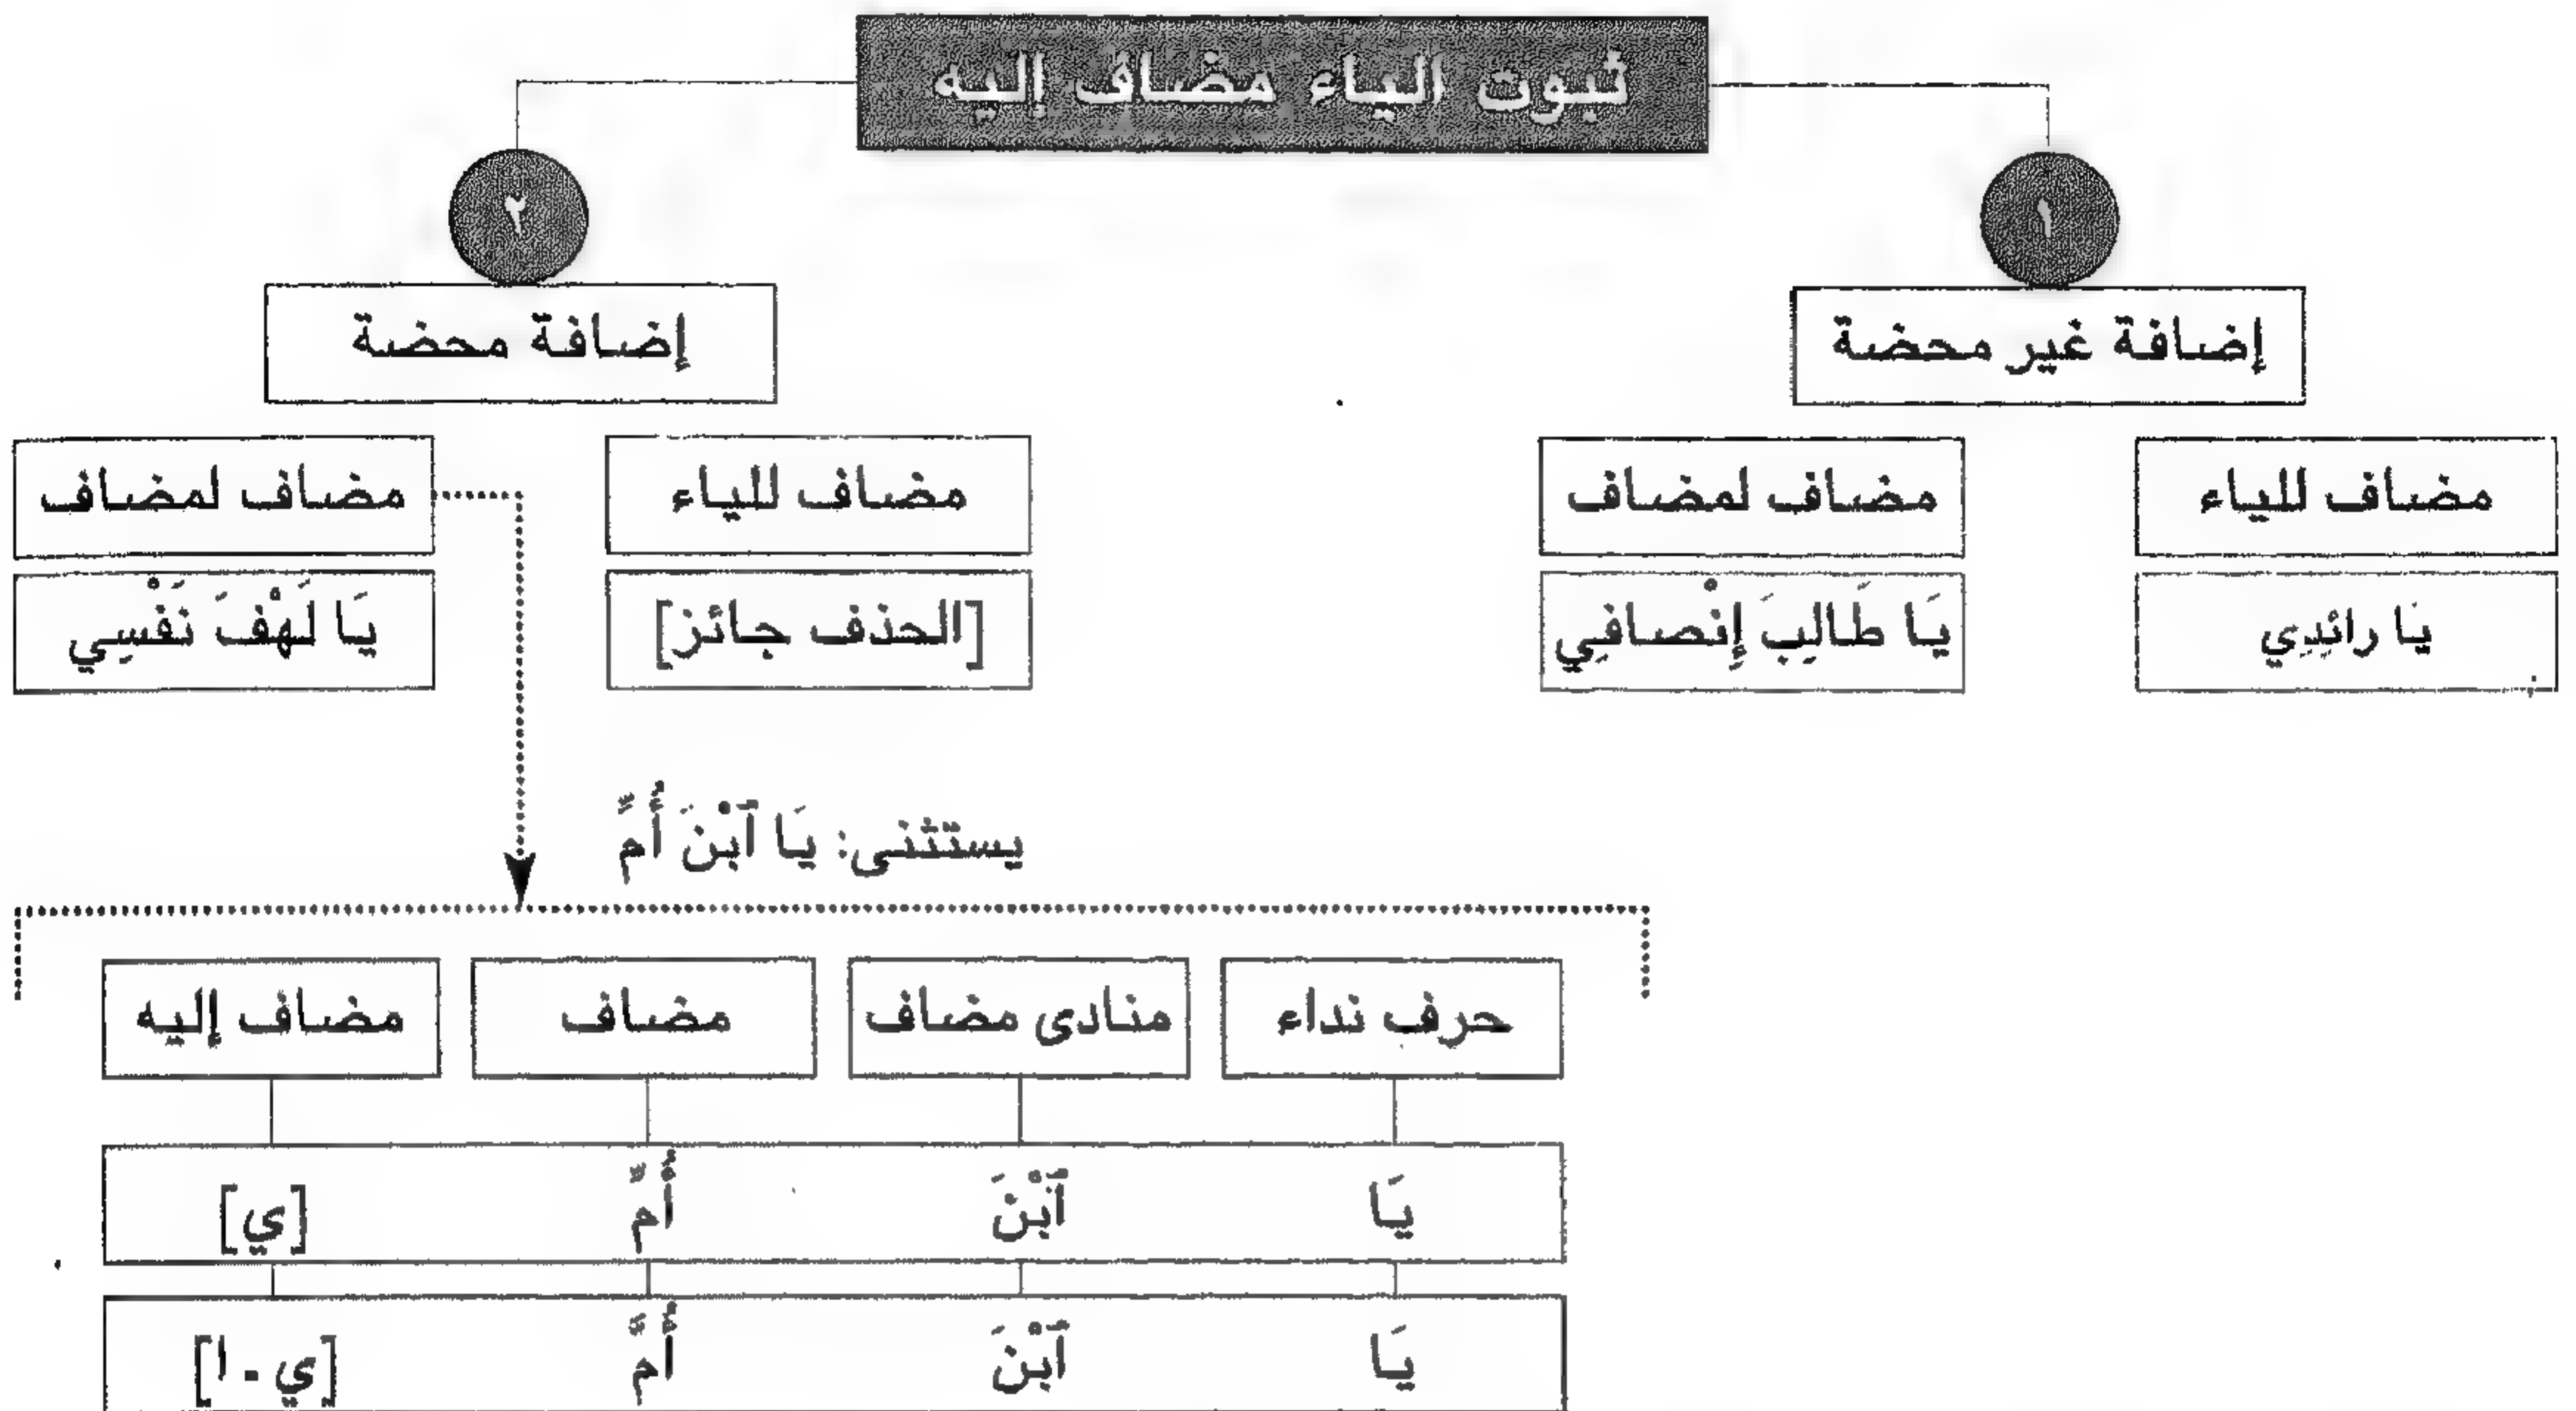 ثبوت الياء مضاف إليه
١
٢
إضافة غير محضة
إضافة محضة
مضاف للياء
مضاف لمضاف
مضاف للياء
مضاف لمضاف
يَا رائِدِي
يَا طَالِبَ إِنْصافِي
[الحذف جائز]
يَا لَهْفَ نَفْسِي
يستثنى: يَا ٱبْنَ أُمِّ
حرف نداء
منادى مضاف
مضاف
مضاف إليه
يَا ٱبْنَ أُمِّ [ي]
يَا ٱبْنَ أُمَّ [ي - ا]